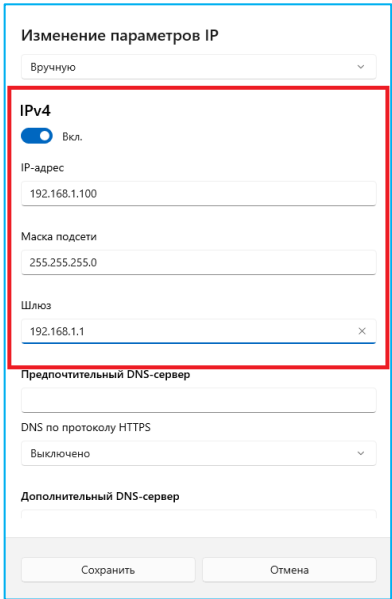 Изменение параметров IP
Вручную
IPv4
Вкл.
IP-адрес
192.168.1.100
Маска подсети
255.255.255.0
Шлюз
192.168.1.1
Предпочтительный DNS-сервер
DNS по протоколу HTTPS
Выключено
Дополнительный DNS-сервер
Сохранить Отмена